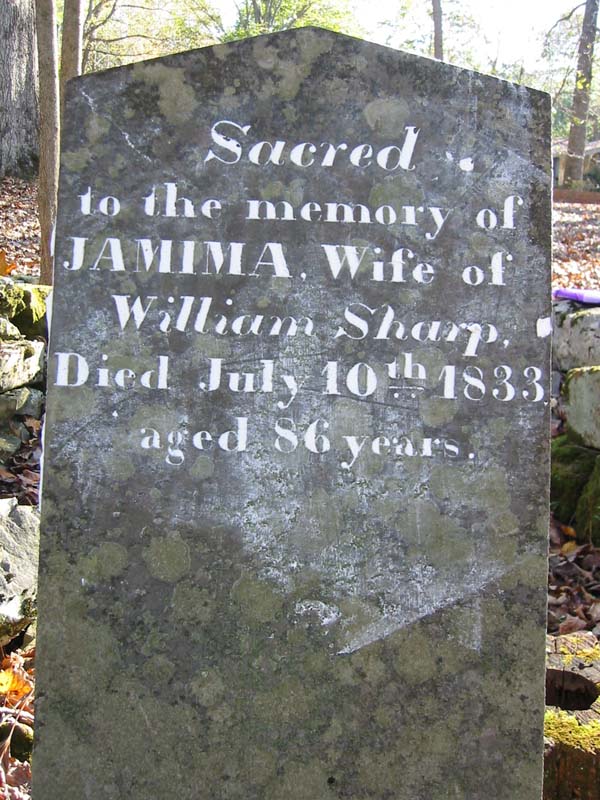 Sacred
to the memory of
JAMIMA, Wife of
William Sharp,
Died July 10th 1833
aged 86 years.